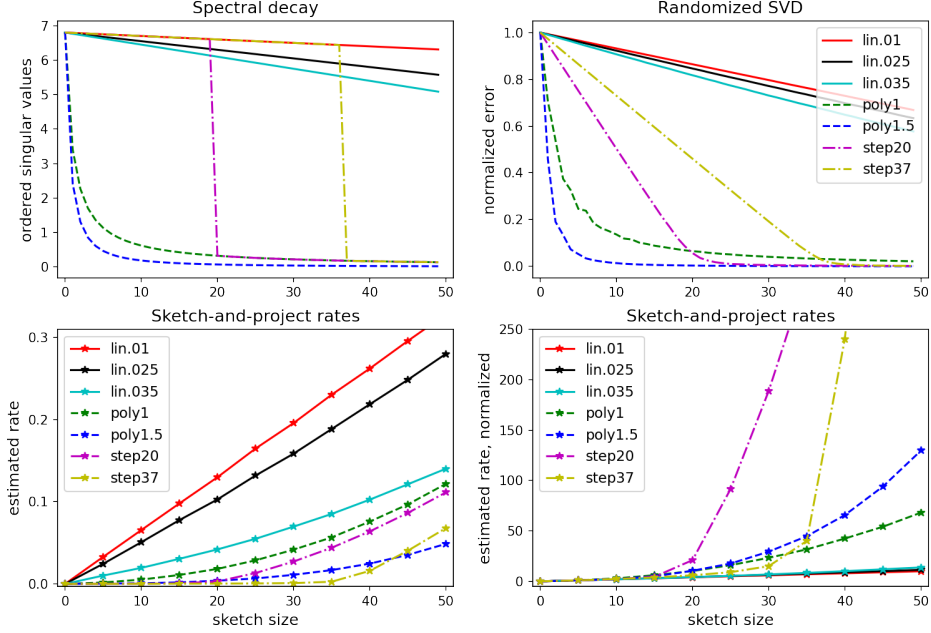 Spectral decay
ordered singular values
7
6
5
4
3
2
1
0
0 10 20 30 40 50
Randomized SVD
normalized error
1.0
0.8
0.6
0.4
0.2
0.0
lin.01
lin.025
lin.035
poly1
poly1.5
step20
step37
0 10 20 30 40 50
Sketch-and-project rates
estimated rate
0.3
0.2
0.1
0.0
lin.01
lin.025
lin.035
poly1
poly1.5
step20
step37
0 10 20 30 40 50
sketch size
Sketch-and-project rates
estimated rate, normalized
250
200
150
100
50
0
lin.01
lin.025
lin.035
poly1
poly1.5
step20
step37
0 10 20 30 40 50
sketch size